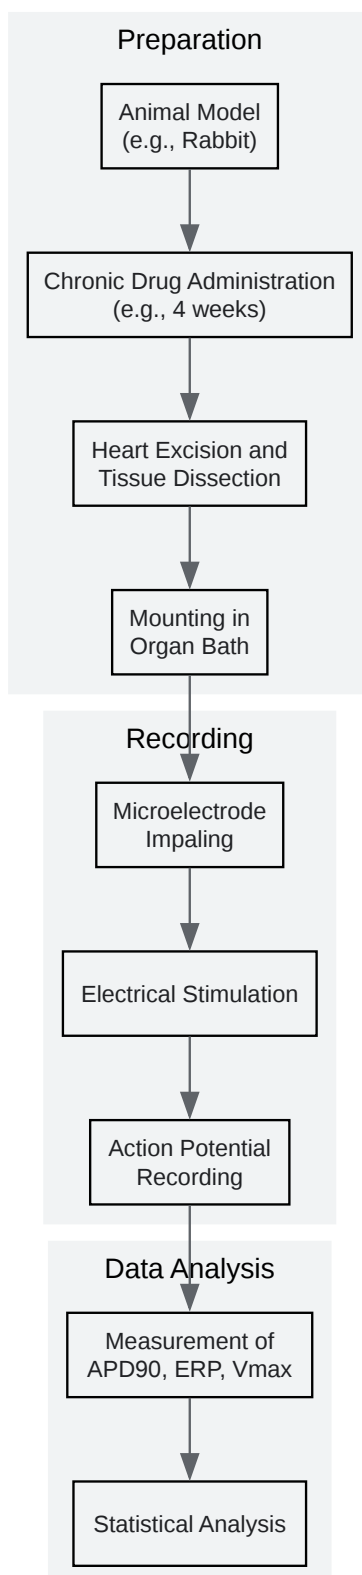 Preparation
Animal Model
(e.g., Rabbit)
Chronic Drug Administration
(e.g., 4 weeks)
Heart Excision and
Tissue Dissection
Mounting in
Organ Bath
Recording
Microelectrode
Impaling
Electrical Stimulation
Action Potential
Recording
Data Analysis
Measurement of
APD90, ERP, Vmax
Statistical Analysis